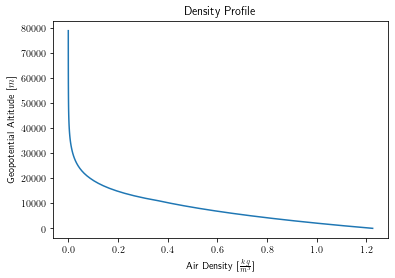 Density Profile
Geopotential Altitude [m]
80000
70000
60000
50000
40000
30000
20000
10000
0
0.0 0.2 0.4 0.6 0.8 1.0 1.2
Air Density [kg/m³]